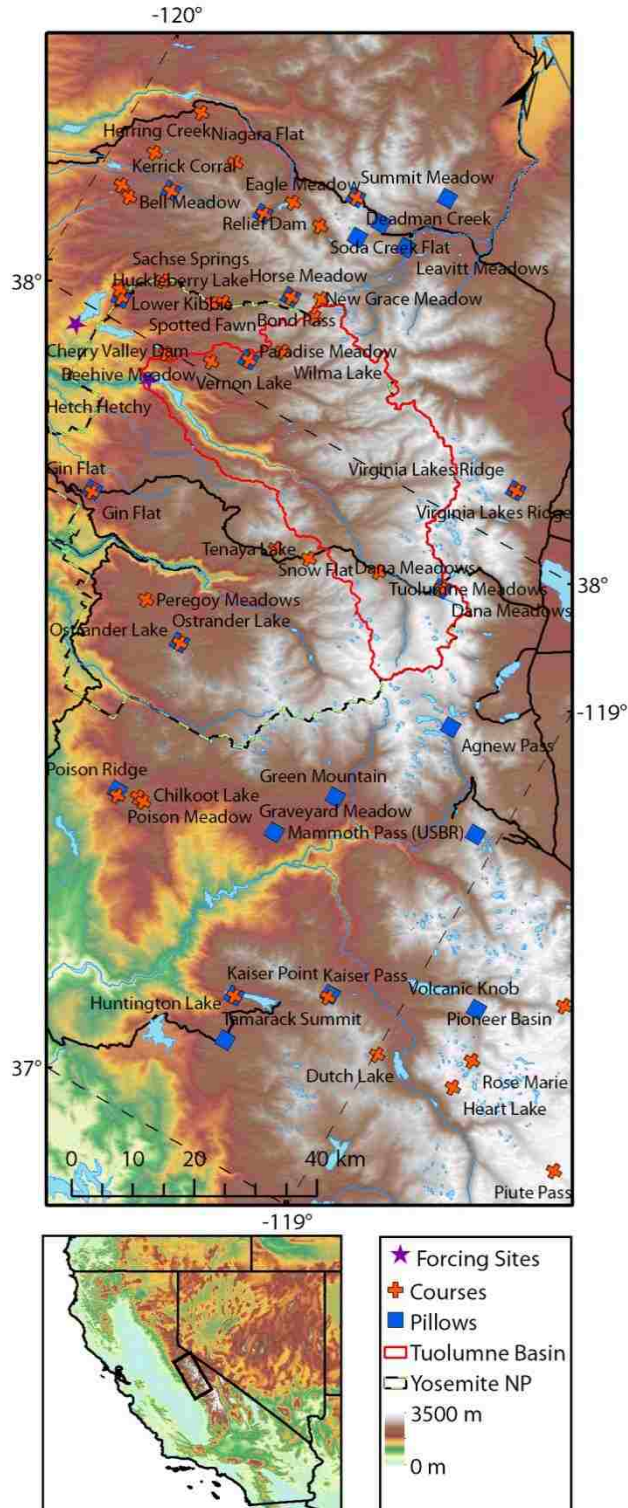 -120°
Herring Creek
Niagara Flat
Kerrick Corral
Eagle Meadow
Summit Meadow
Bell Meadow
Relief Dam
Deadman Creek
Soda Creek Flat
Sachse Springs
Leavitt Meadows
38°
Huckleberry Lake
Horse Meadow
Lower Kibbie
New Grace Meadow
Spotted Fawn
Bond Pass
Cherry Valley Dam
Paradise Meadow
Beehive Meadow
Vernon Lake
Wilma Lake
Hetch Hetchy
Gin Flat
Virginia Lakes Ridge
Gin Flat
Virginia Lakes Ridge
Tenaya Lake
Snow Flat
Dana Meadows
38°
Tuolumne Meadows
Peregoy Meadows
Dana Meadows
Ostrander Lake
Ostrander Lake
-119°
Agnew Pass
Poison Ridge
Green Mountain
Chilkoot Lake
Graveyard Meadow
Poison Meadow
Mammoth Pass (USBR)
Kaiser Point
Kaiser Pass
Huntington Lake
Volcanic Knob
Tamarack Summit
Pioneer Basin
37°
Dutch Lake
Rose Marie
Heart Lake
0 10 20 40 km
Piute Pass
-119°
Forcing Sites
Courses
Pillows
Tuolumne Basin
Yosemite NP
3500 m
0 m